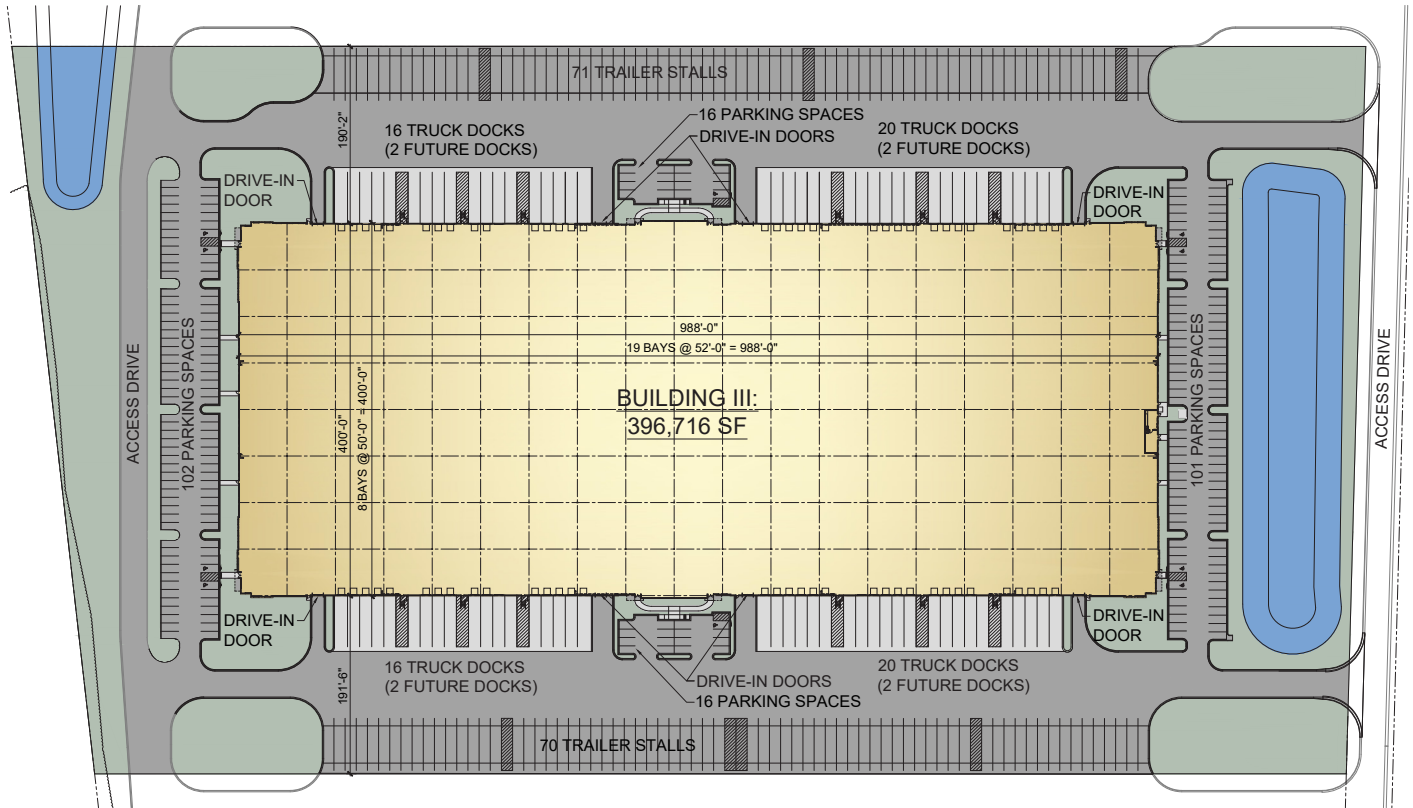 71 TRAILER STALLS
190'-2"
16 TRUCK DOCKS
(2 FUTURE DOCKS)
16 PARKING SPACES
DRIVE-IN DOORS
20 TRUCK DOCKS
(2 FUTURE DOCKS)
DRIVE-IN
DOOR
DRIVE-IN
DOOR
988'-0"
19 BAYS @ 52'-0" = 988'-0"
ACCESS DRIVE
102 PARKING SPACES
400'-0"
8 BAYS @ 50'-0" = 400'-0"
BUILDING III:
396,716 SF
101 PARKING SPACES
ACCESS DRIVE
DRIVE-IN
DOOR
DRIVE-IN
DOOR
16 TRUCK DOCKS
(2 FUTURE DOCKS)
DRIVE-IN DOORS
16 PARKING SPACES
20 TRUCK DOCKS
(2 FUTURE DOCKS)
191'-6"
70 TRAILER STALLS